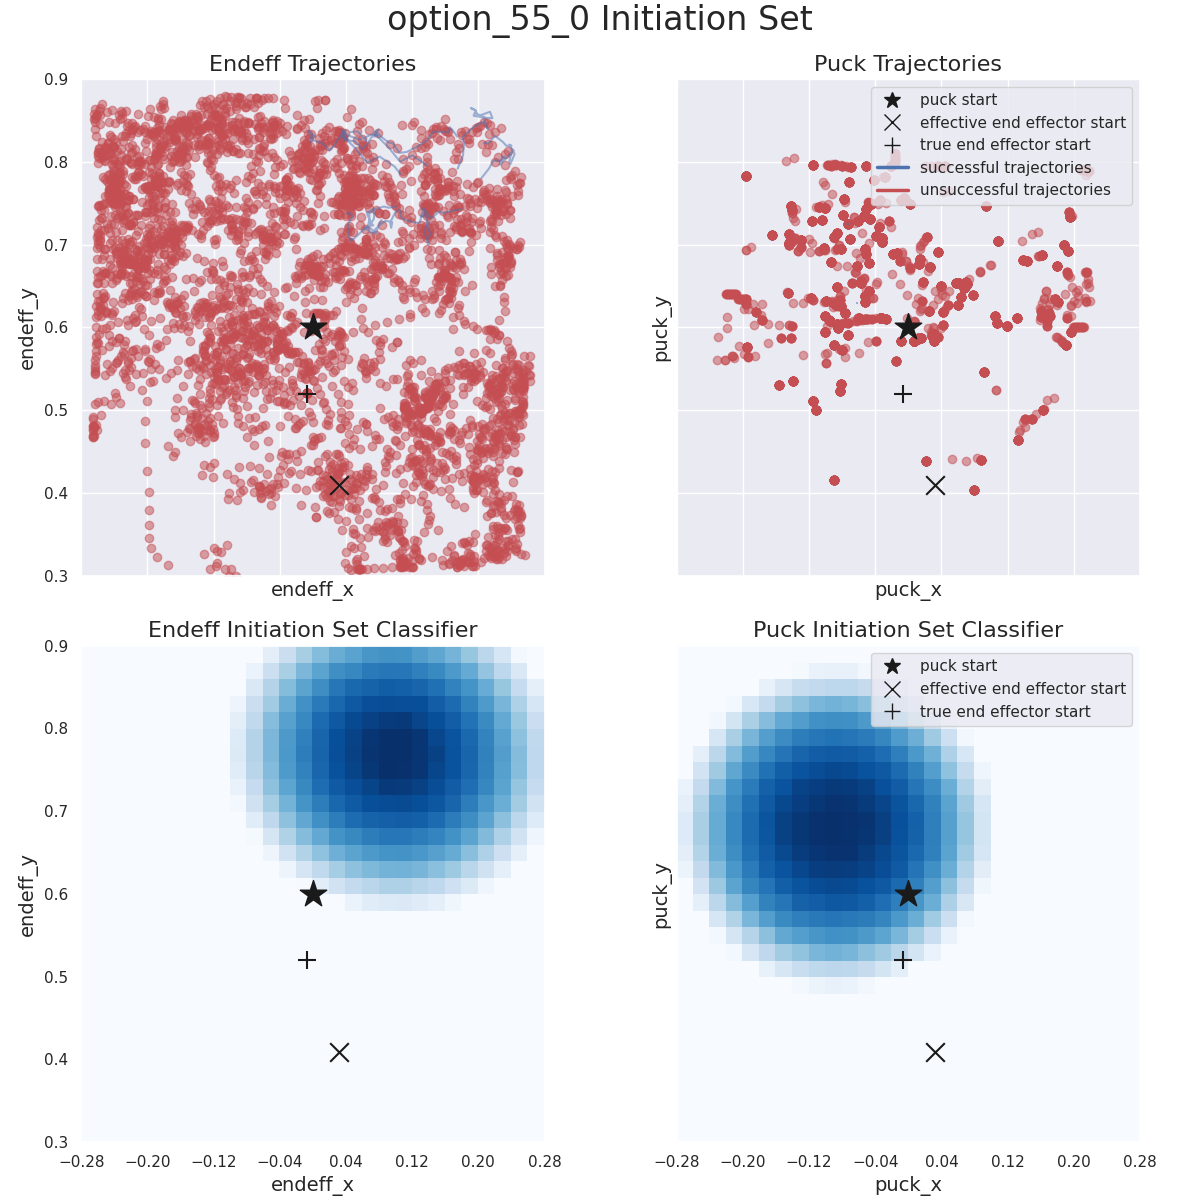 option_55_0 Initiation Set
Endeff Trajectories
0.9
0.8
0.7
0.6
0.5
0.4
0.3
endeff_y
endeff_x
Puck Trajectories
puck start
effective end effector start
true end effector start
successful trajectories
unsuccessful trajectories
puck_y
puck_x
Endeff Initiation Set Classifier
0.9
0.8
0.7
0.6
0.5
0.4
0.3
endeff_y
−0.28 −0.20 −0.12 −0.04 0.04 0.12 0.20 0.28
endeff_x
Puck Initiation Set Classifier
puck start
effective end effector start
true end effector start
puck_y
−0.28 −0.20 −0.12 −0.04 0.04 0.12 0.20 0.28
puck_x